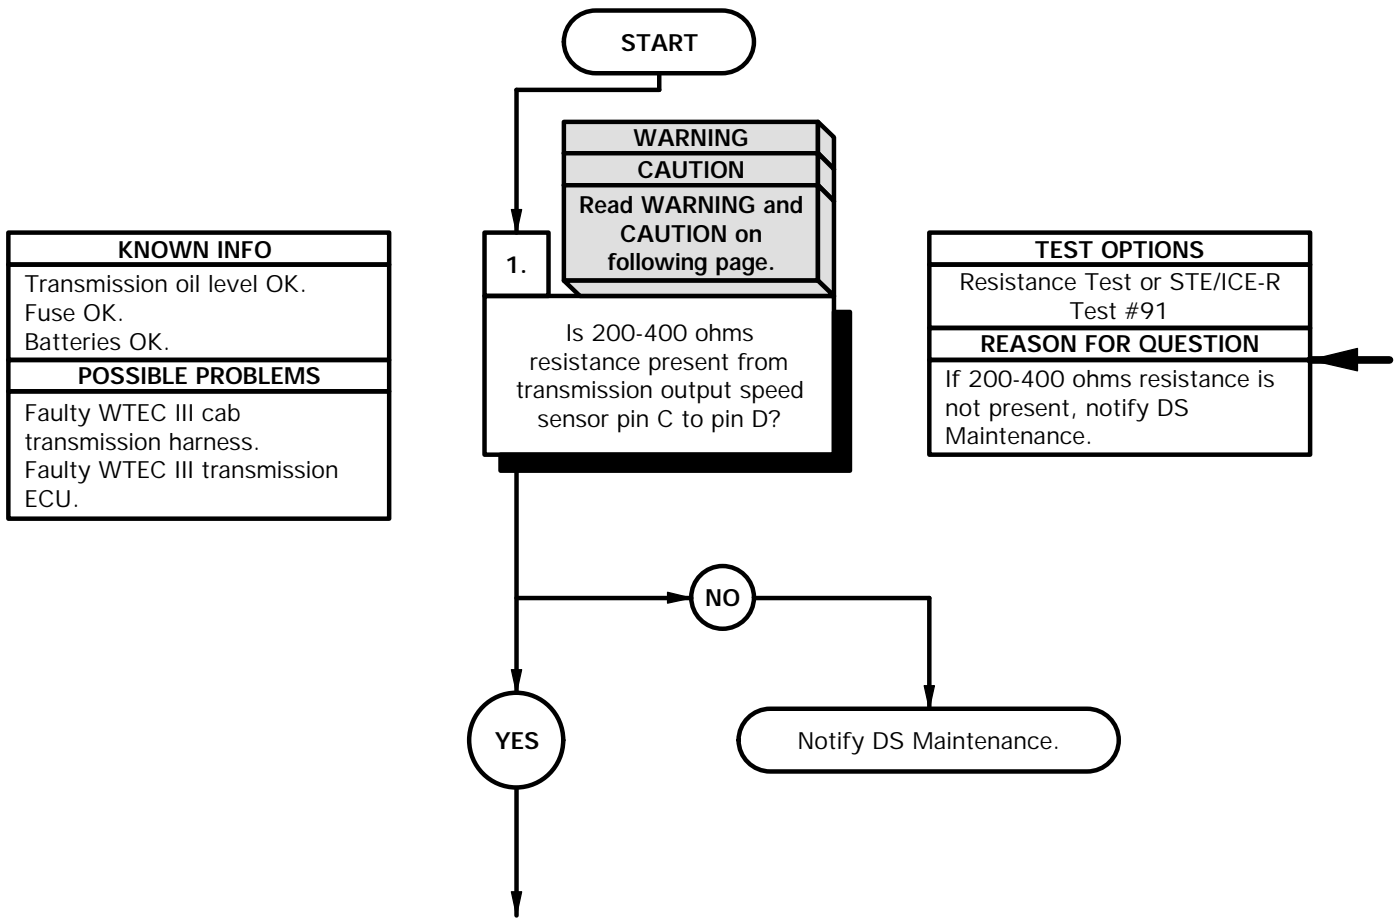 START
WARNING
CAUTION
Read WARNING and
CAUTION on
following page.
KNOWN INFO
Transmission oil level OK.
Fuse OK.
Batteries OK.
POSSIBLE PROBLEMS
Faulty WTEC III cab
transmission harness.
Faulty WTEC III transmission
ECU.
1.
Is 200-400 ohms
resistance present from
transmission output speed
sensor pin C to pin D?
TEST OPTIONS
Resistance Test or STE/ICE-R
Test #91
REASON FOR QUESTION
If 200-400 ohms resistance is
not present, notify DS
Maintenance.
NO
YES
Notify DS Maintenance.